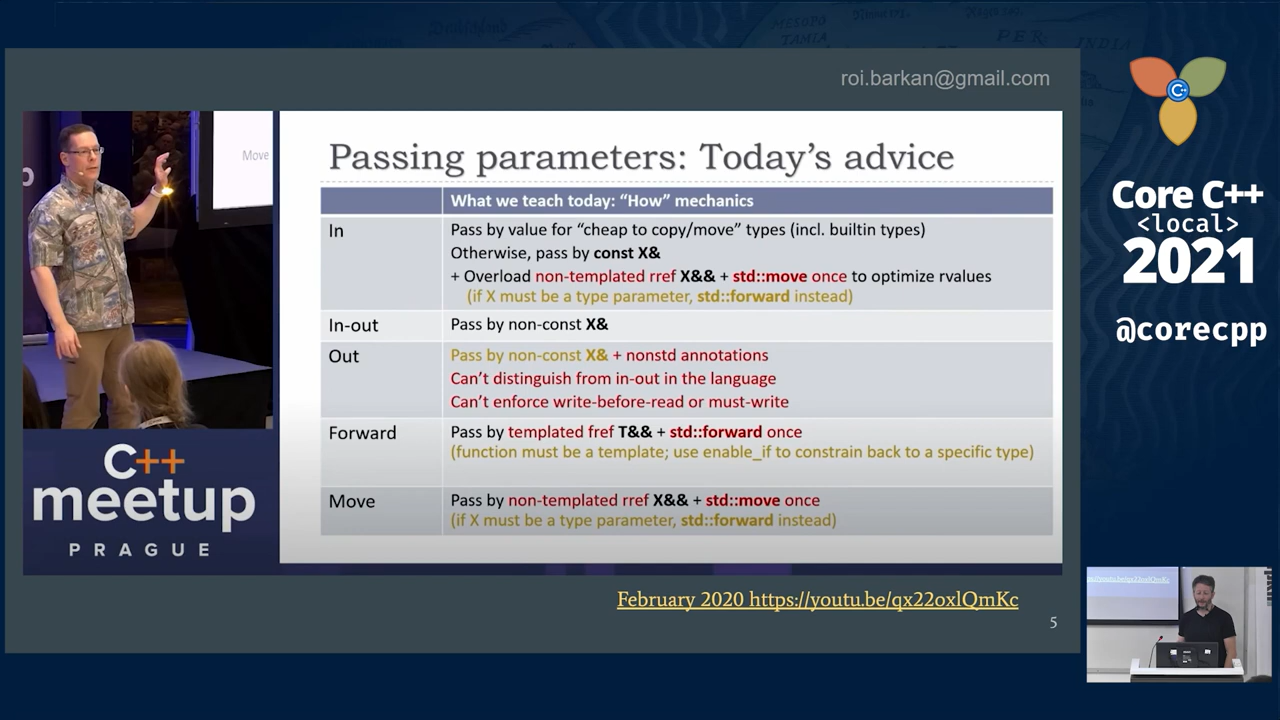 roi.barkan@gmail.com
Move
Passing parameters: Today's advice
What we teach today: "How" mechanics
In
Pass by value for "cheap to copy/move" types (incl. builtin types)
Otherwise, pass by const X&
+ Overload non-templated rref X&& + std::move once to optimize rvalues
(if X must be a type parameter, std::forward instead)
In-out
Pass by non-const X&
Out
Pass by non-const X& + nonstd annotations
Can't distinguish from in-out in the language
Can't enforce write-before-read or must-write
Forward
Pass by templated fref T&& + std::forward once
(function must be a template; use enable_if to constrain back to a specific type)
Move
Pass by non-templated rref X&& + std::move once
(if X must be a type parameter, std::forward instead)
C++
meetup
PRAGUE
February 2020 https://youtu.be/qx22oxlQmKc
5
C++
Core C++
<local>
2021
@corecpp